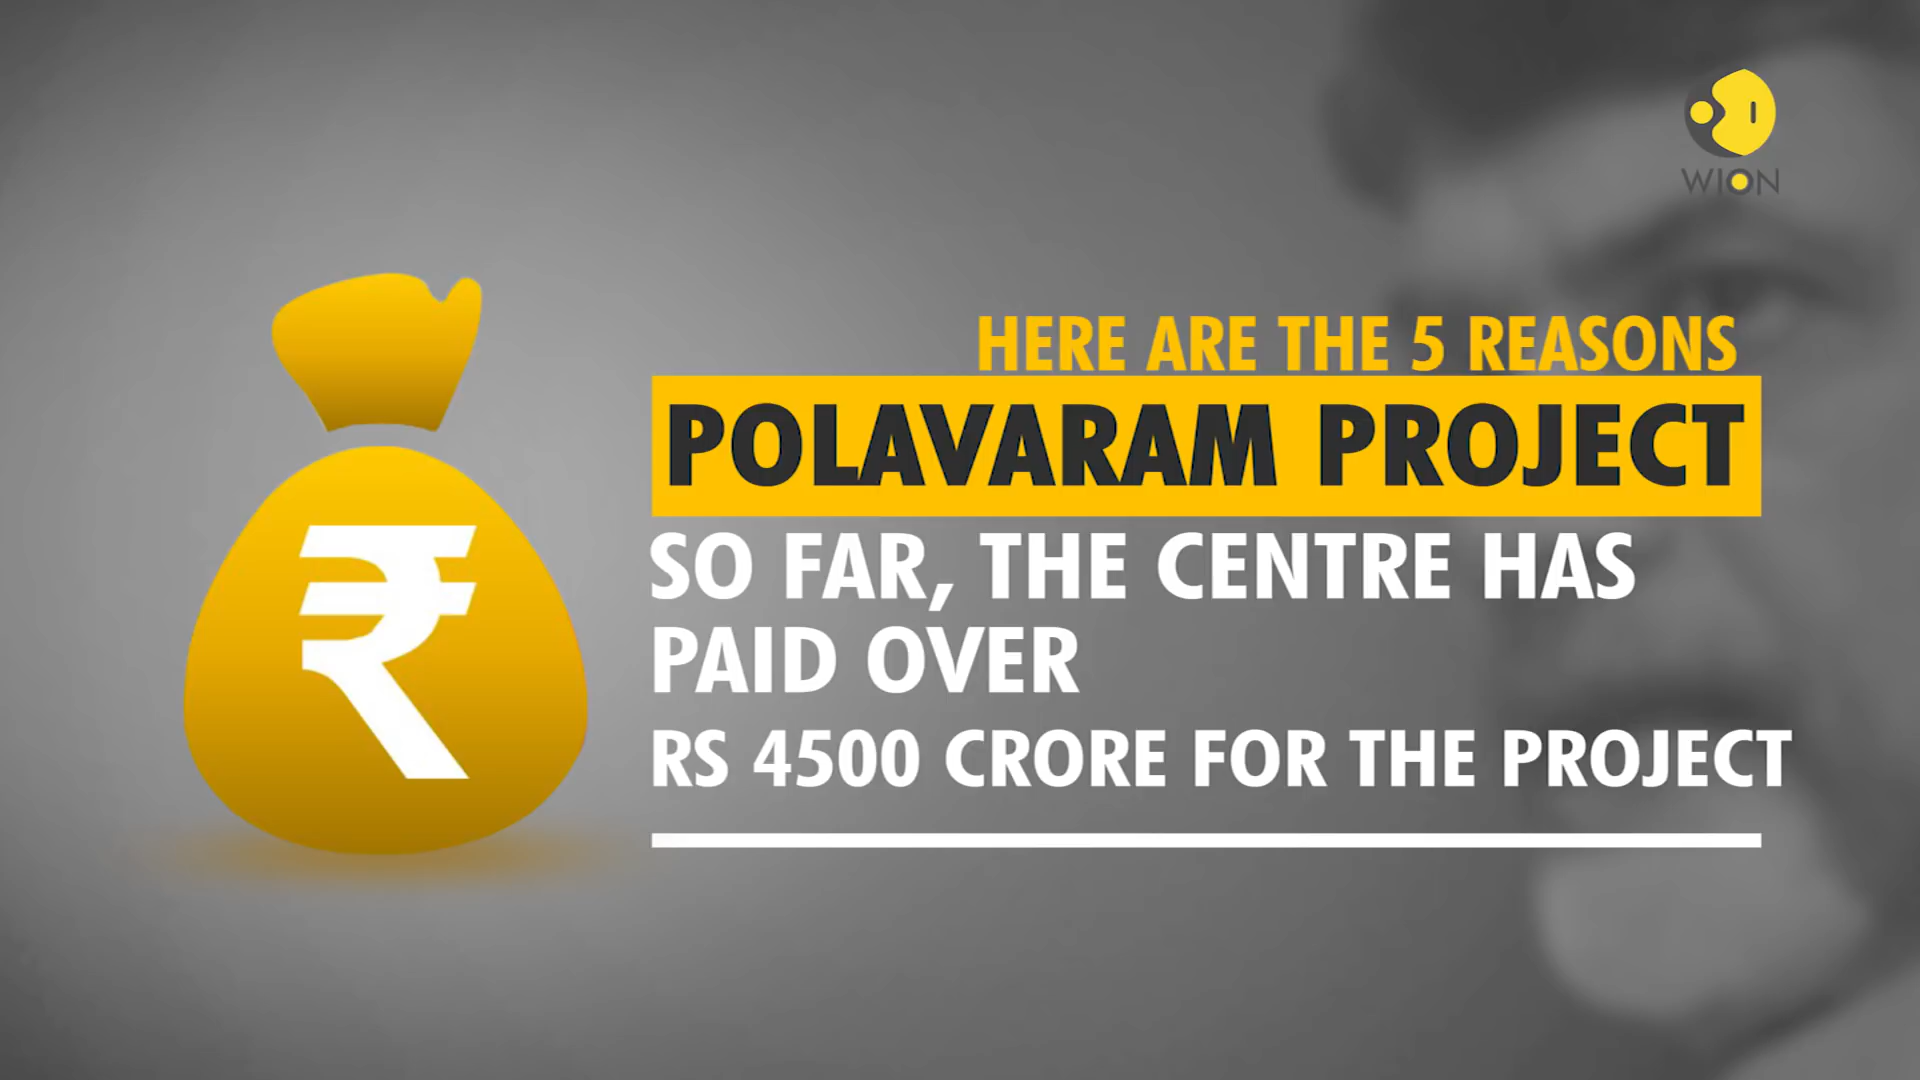 WION
HERE ARE THE 5 REASONS
POLAVARAM PROJECT
SO FAR, THE CENTRE HAS
PAID OVER
RS 4500 CRORE FOR THE PROJECT
₹